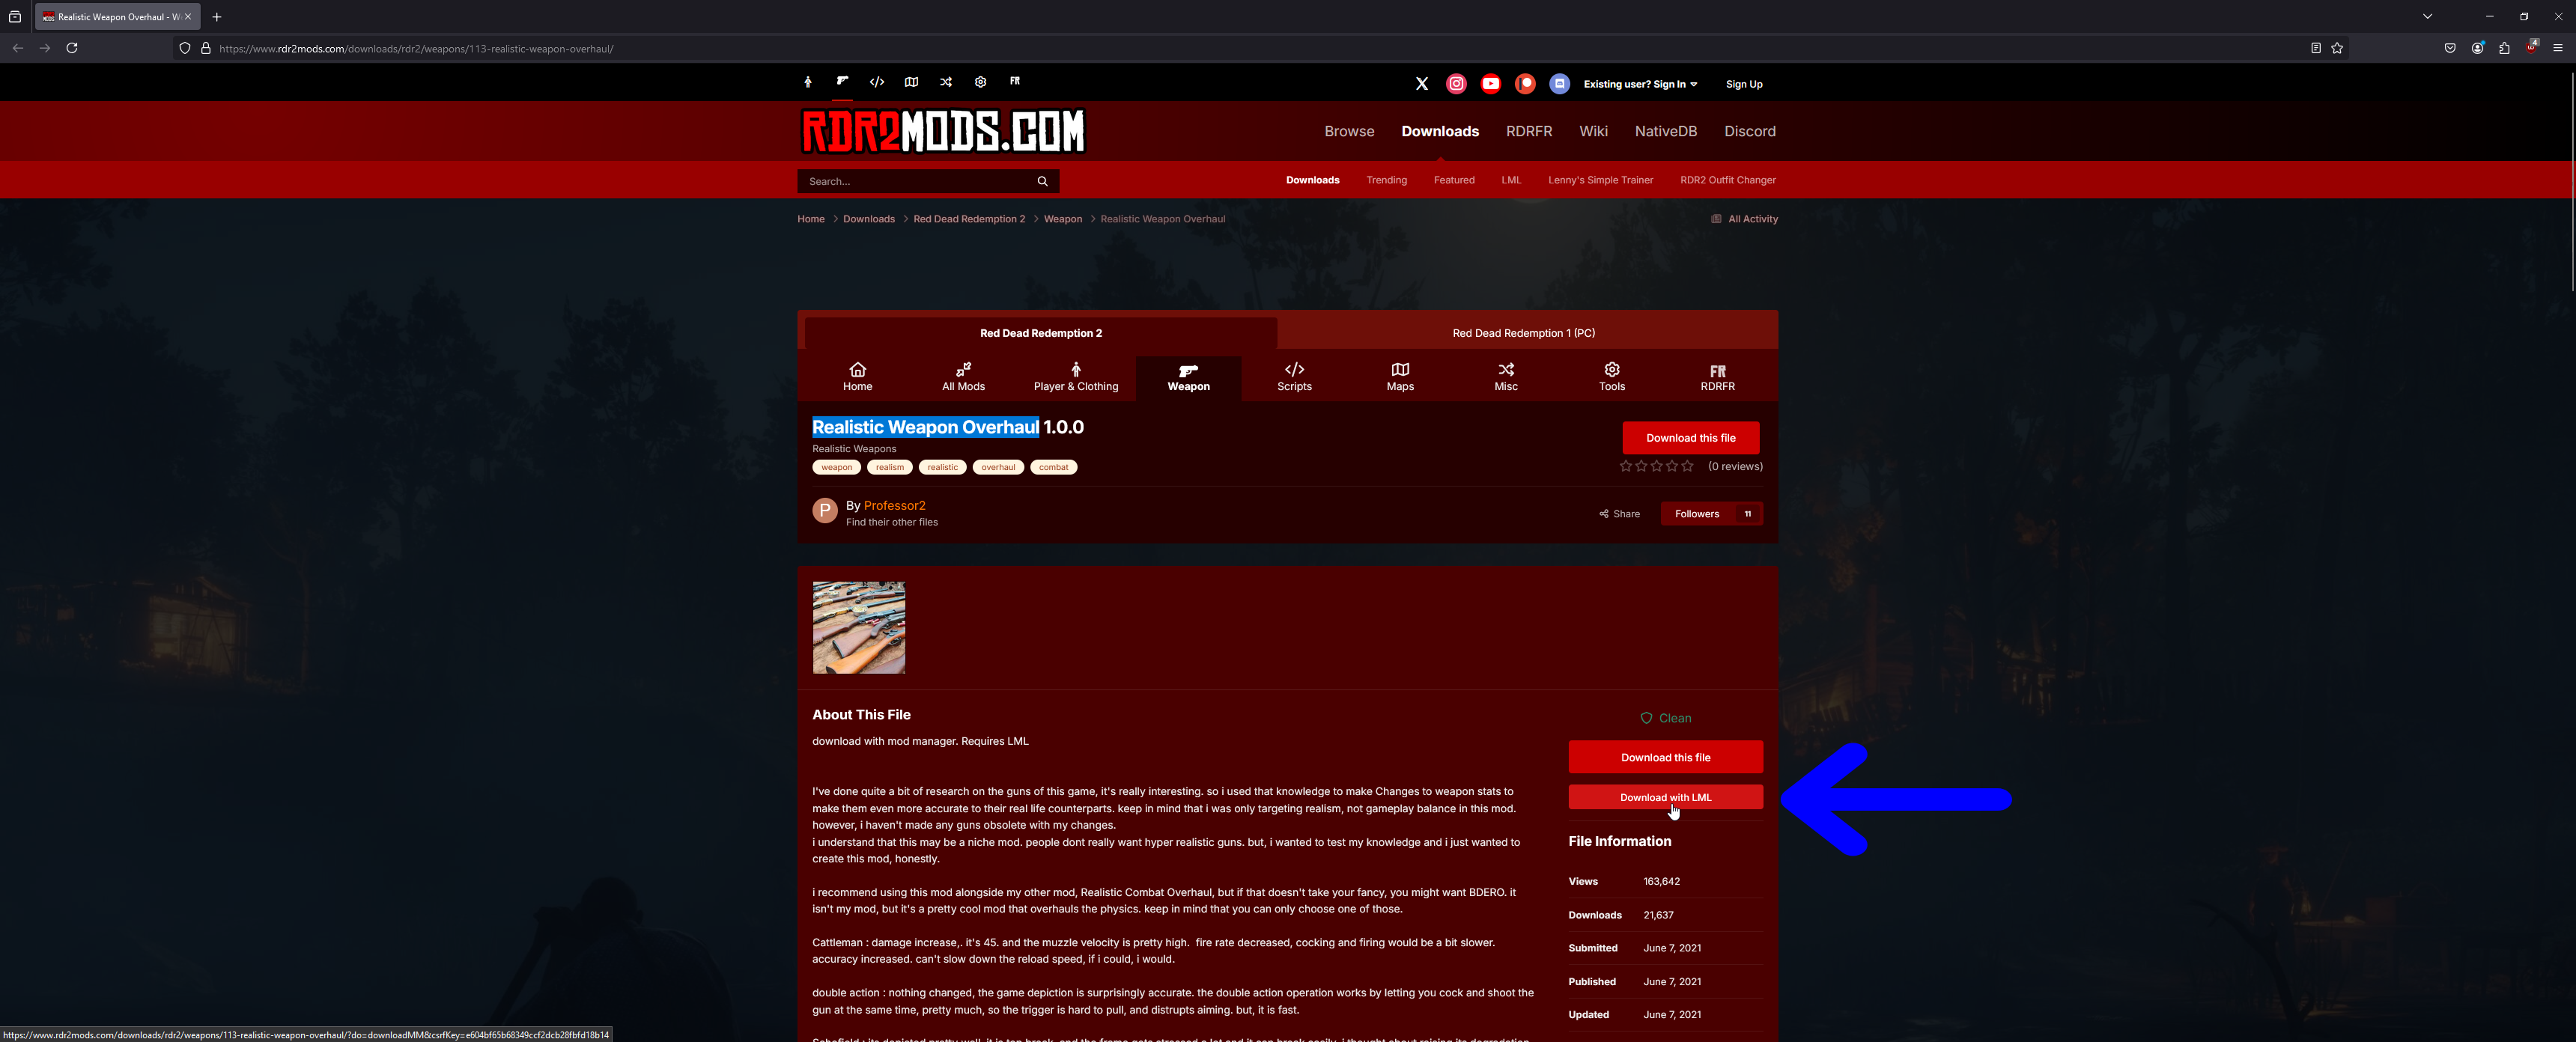 Realistic Weapon Overhaul - W
https://www.rdr2mods.com/downloads/rdr2/weapons/113-realistic-weapon-overhaul/
4
FR
Existing user? Sign In
Sign Up
RDR2MODS.COM
Browse
Downloads
RDRFR
Wiki
NativeDB
Discord
Search...
Downloads
Trending
Featured
LML
Lenny's Simple Trainer
RDR2 Outfit Changer
Home > Downloads > Red Dead Redemption 2 > Weapon > Realistic Weapon Overhaul
All Activity
Red Dead Redemption 2
Red Dead Redemption 1 (PC)
Home
All Mods
Player & Clothing
Weapon
Scripts
Maps
Misc
Tools
FR
RDRFR
Realistic Weapon Overhaul 1.0.0
Realistic Weapons
weapon
realism
realistic
overhaul
combat
Download this file
(0 reviews)
P
By Professor2
Find their other files
Share
Followers 11
About This File
download with mod manager. Requires LML
I've done quite a bit of research on the guns of this game, it's really interesting. so i used that knowledge to make Changes to weapon stats to
make them even more accurate to their real life counterparts. keep in mind that i was only targeting realism, not gameplay balance in this mod.
however, i haven't made any guns obsolete with my changes.
i understand that this may be a niche mod. people dont really want hyper realistic guns. but, i wanted to test my knowledge and i just wanted to
create this mod, honestly.
i recommend using this mod alongside my other mod, Realistic Combat Overhaul, but if that doesn't take your fancy, you might want BDERO. it
isn't my mod, but it's a pretty cool mod that overhauls the physics. keep in mind that you can only choose one of those.
Cattleman : damage increase,. it's 45. and the muzzle velocity is pretty high.  fire rate decreased, cocking and firing would be a bit slower.
accuracy increased. can't slow down the reload speed, if i could, i would.
double action : nothing changed, the game depiction is surprisingly accurate. the double action operation works by letting you cock and shoot the
gun at the same time, pretty much, so the trigger is hard to pull, and distrupts aiming. but, it is fast.
Clean
Download this file
Download with LML
File Information
Views 163,642
Downloads 21,637
Submitted June 7, 2021
Published June 7, 2021
Updated June 7, 2021
https://www.rdr2mods.com/downloads/rdr2/weapons/113-realistic-weapon-overhaul/?do=downloadMM&csrfKey=e604bf65b68349ccf2dcb28fbfd18b14